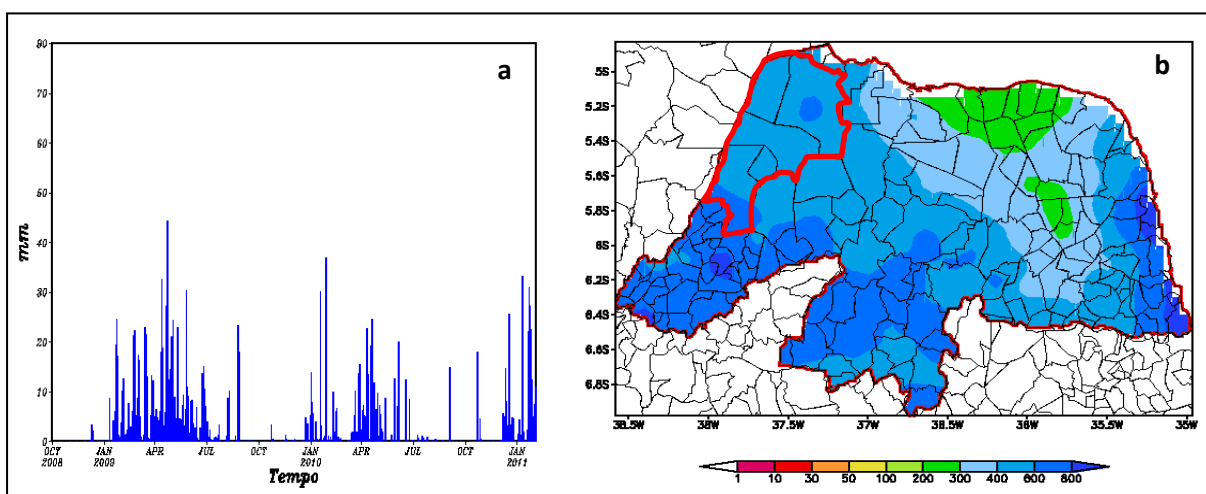 a
90
80
70
60
50
40
30
20
10
0
mm
OCT JAN APR JUL OCT JAN APR JUL OCT JAN
2008 2009 2010 2011
Tempo
b
5S
5.2S
5.4S
5.6S
5.8S
6S
6.2S
6.4S
6.6S
6.8S
38.5W 38W 37.5W 37W 36.5W 36W 35.5W 35W
1 10 30 50 100 200 300 400 600 800